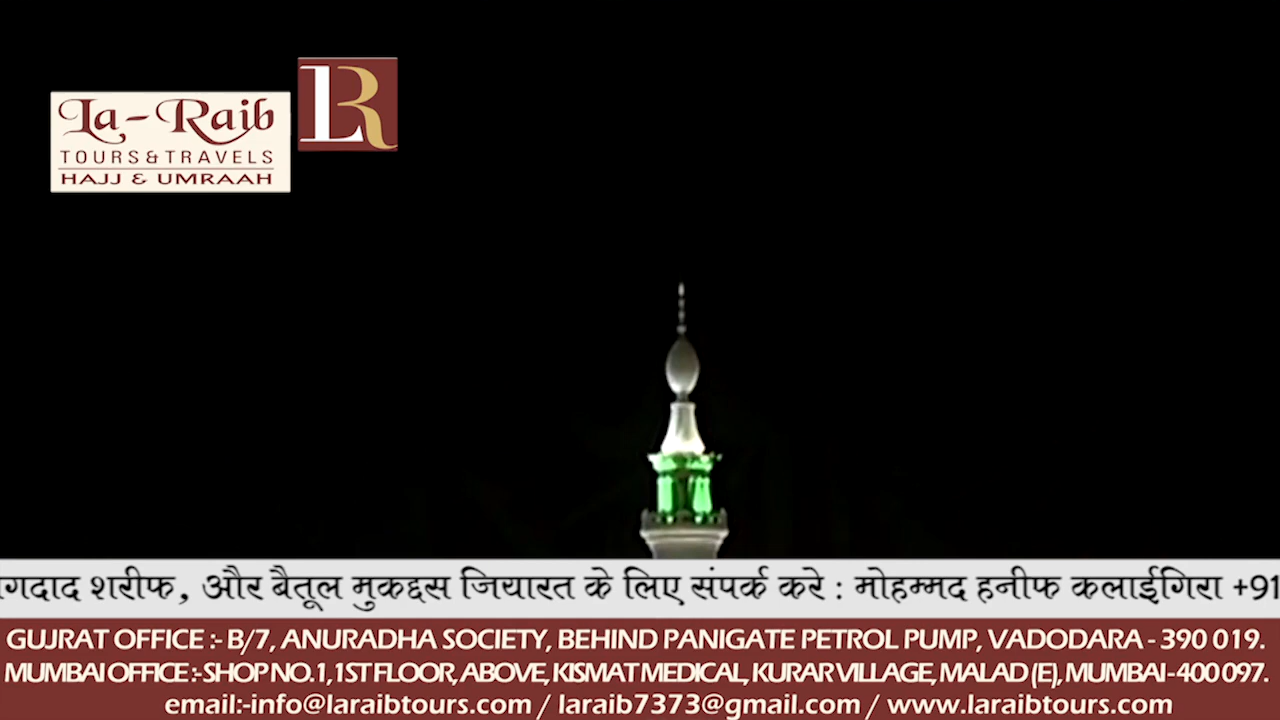 La-Raib
TOURS & TRAVELS
HAJJ & UMRAAH
LR
शरीफ, और बैतूल मुकद्दस जियारत के लिए संपर्क करे : मोहम्मद हनीफ कलाईगिरा +91
GUJRAT OFFICE :- B/7, ANURADHA SOCIETY, BEHIND PANIGATE PETROL PUMP, VADODARA - 390 019.
MUMBAI OFFICE :- SHOP NO. 1, 1ST FLOOR, ABOVE, KISMAT MEDICAL, KURAR VILLAGE, MALAD (E), MUMBAI - 400 097.
email:-info@laraibtours.com / laraib7373@gmail.com / www.laraibtours.com